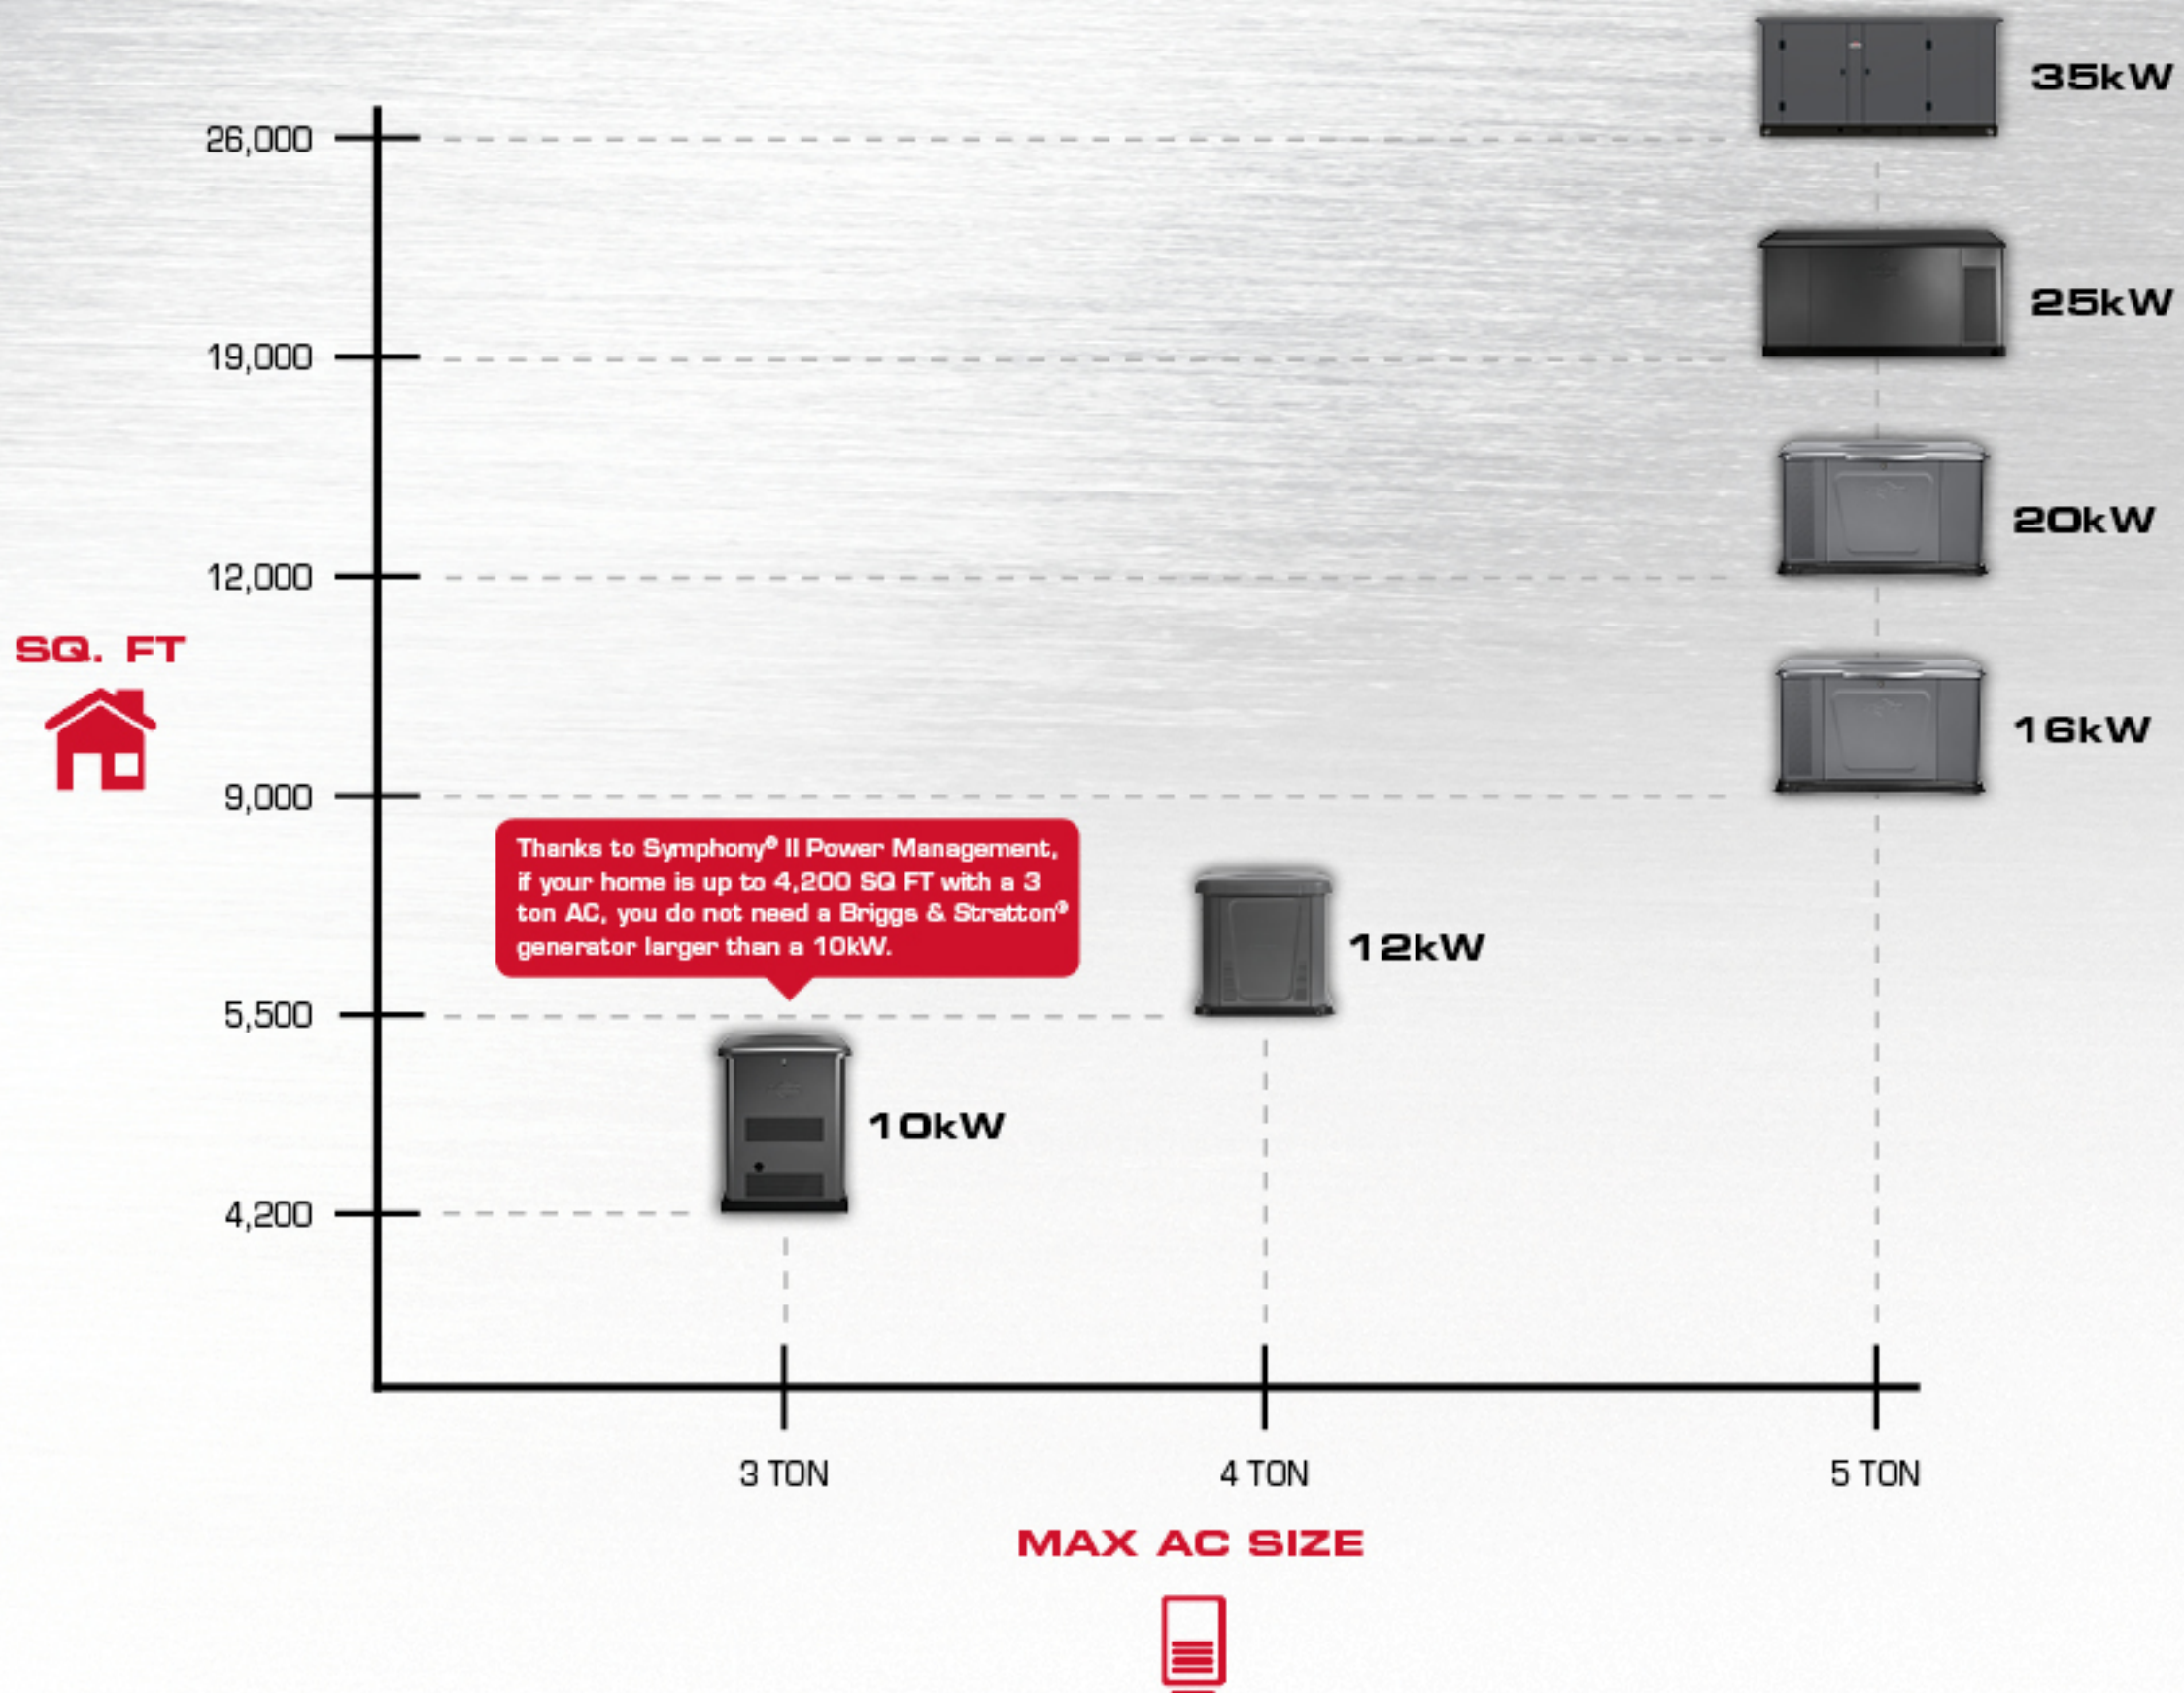 35kW
26,000
25kW
19,000
20kW
12,000
SQ. FT
16kW
9,000
Thanks to Symphony® II Power Management,
if your home is up to 4,200 SQ FT with a 3
ton AC, you do not need a Briggs & Stratton®
generator larger than a 10kW.
12kW
5,500
10kW
4,200
3 TON
4 TON
5 TON
MAX AC SIZE